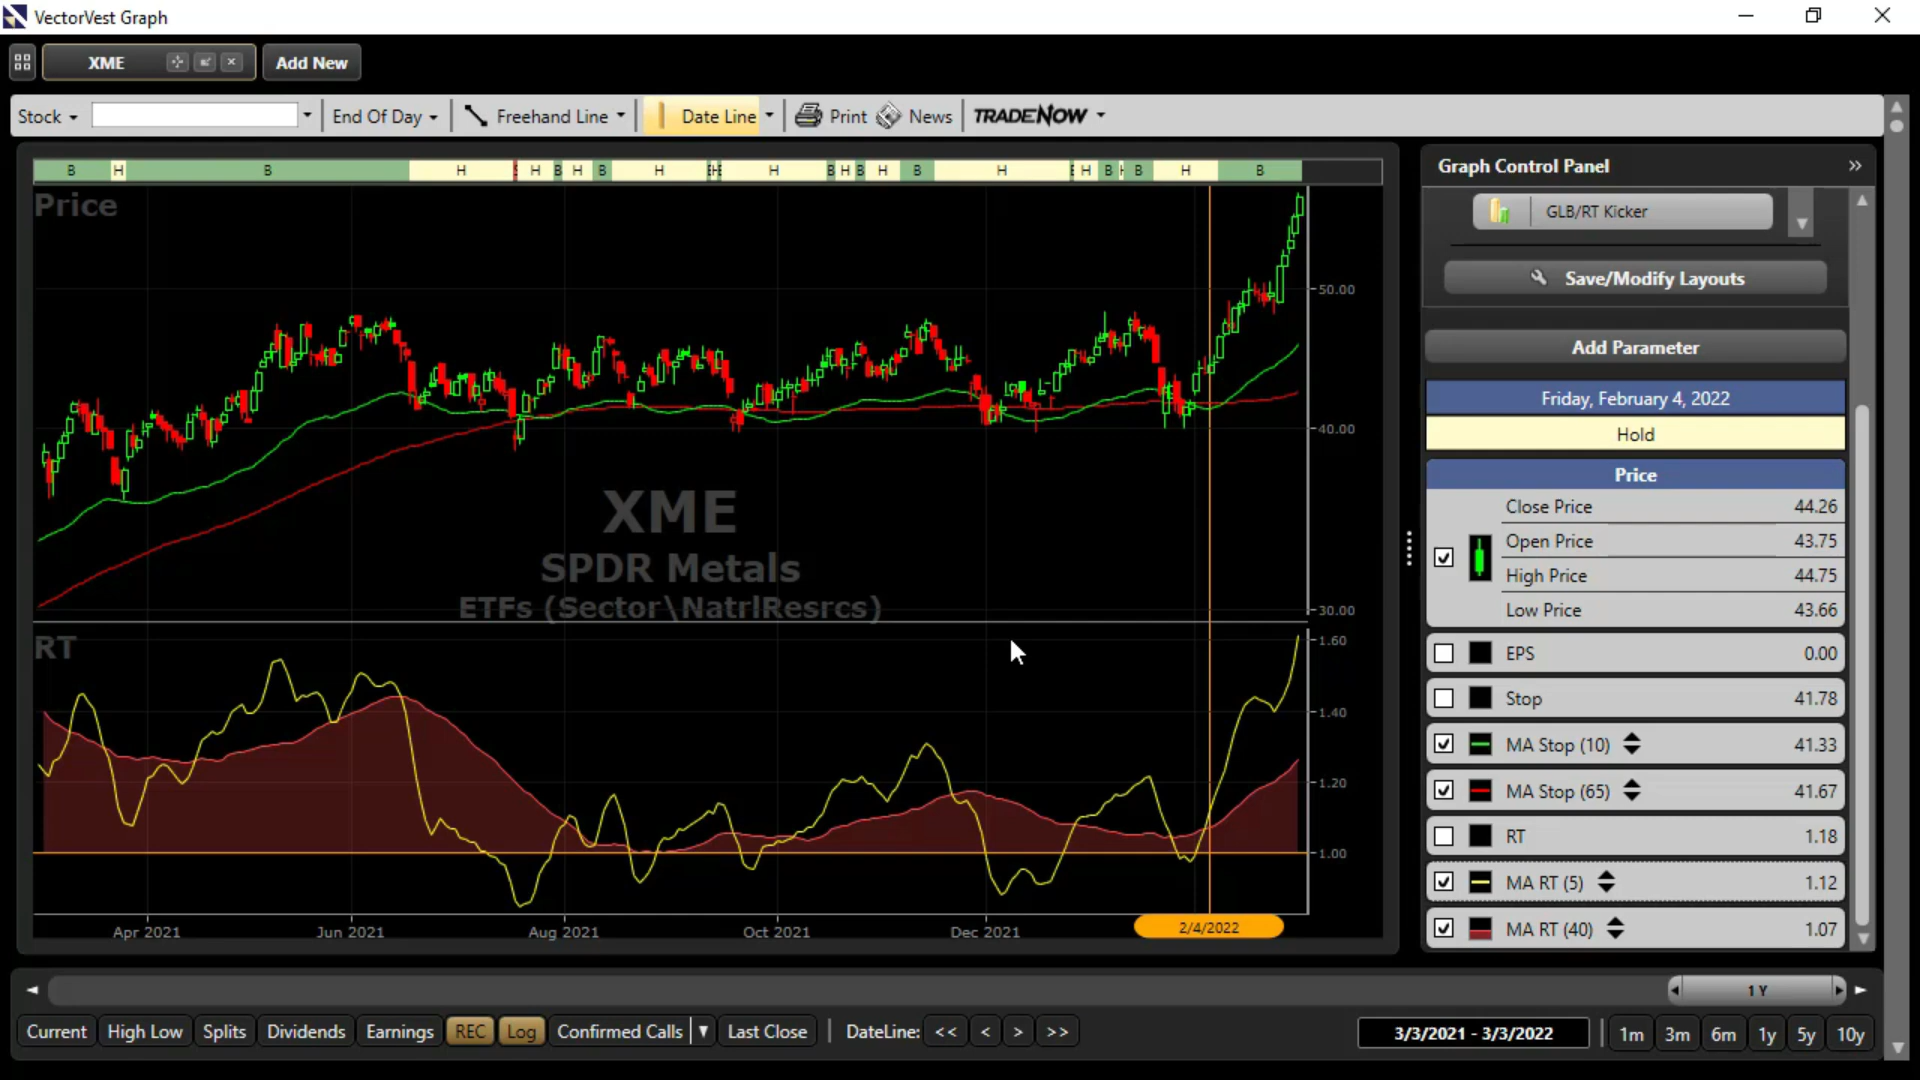 VectorVest Graph
XME
Add New
Stock
End Of Day
Freehand Line
Date Line
Print
News
TRADENOW
B H B H H B H B H H B H B H B H B H B H B
Price
50.00
40.00
30.00
XME
SPDR Metals
ETFs (Sector\NatrlResrcs)
RT
1.60
1.40
1.20
1.00
Apr 2021
Jun 2021
Aug 2021
Oct 2021
Dec 2021
2/4/2022
Graph Control Panel
GLB/RT Kicker
Save/Modify Layouts
Add Parameter
Friday, February 4, 2022
Hold
Price
Close Price 44.26
Open Price 43.75
High Price 44.75
Low Price 43.66
EPS 0.00
Stop 41.78
MA Stop (10) 41.33
MA Stop (65) 41.67
RT 1.18
MA RT (5) 1.12
MA RT (40) 1.07
1 Y
Current
High Low
Splits
Dividends
Earnings
REC
Log
Confirmed Calls
Last Close
DateLine:
<<
<
>
>>
3/3/2021 - 3/3/2022
1m
3m
6m
1y
5y
10y